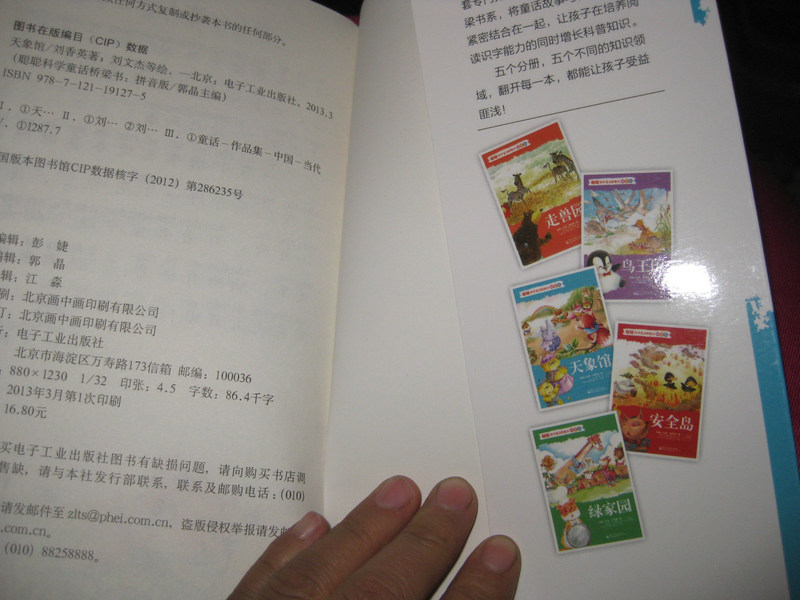 任何方式复制或抄袭本书的任何部分。
图书在版编目（CIP）数据
天象馆/刘香英著；刘文杰等绘．—北京：电子工业出版社，2013.3
（聪聪科学童话桥梁书：拼音版/郭晶主编）
ISBN 978-7-121-19127-5
Ⅰ．①天… Ⅱ．①刘… ②刘… Ⅲ．①童话－作品集－中国－当代
Ⅳ．①I287.7
国版本图书馆CIP数据核字（2012）第286235号
编辑：彭 婕
编辑：郭 晶
辑：江 淼
刷：北京画中画印刷有限公司
订：北京画中画印刷有限公司
行：电子工业出版社
北京市海淀区万寿路173信箱 邮编：100036
：880×1230 1/32 印张：4.5 字数：86.4千字
2013年3月第1次印刷
16.80元
买电子工业出版社图书有缺损问题，请向购买书店调
售缺，请与本社发行部联系，联系及邮购电话：（010）
请发邮件至zlts@phei.com.cn，盗版侵权举报请发邮
.com.cn。
（010）88258888。
梁书系，将童话故事
紧密结合在一起，让孩子在培养阅
读识字能力的同时增长科普知识。
五个分册，五个不同的知识领
域，翻开每一本，都能让孩子受益
匪浅！
走兽园
鸟王
天象馆
安全岛
绿家园